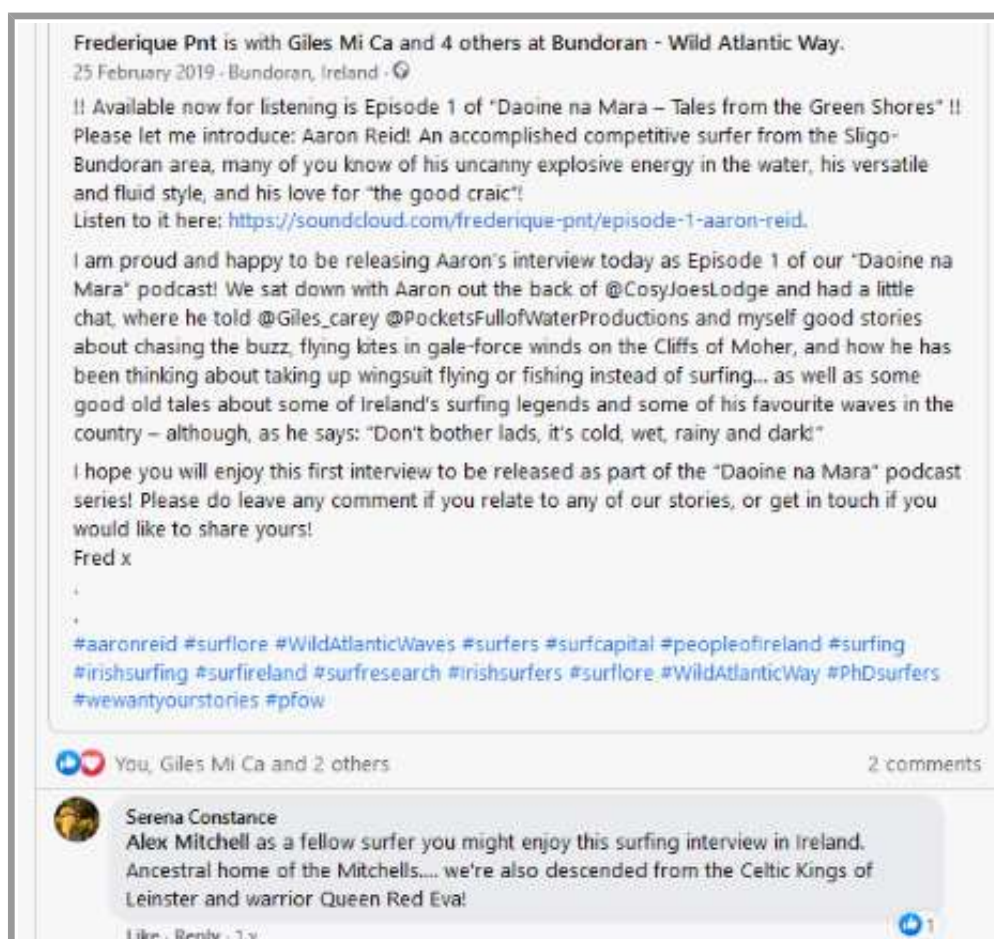 Frederique Pnt is with Giles Mi Ca and 4 others at Bundoran - Wild Atlantic Way.
25 February 2019 · Bundoran, Ireland ·
!! Available now for listening is Episode 1 of "Daoine na Mara – Tales from the Green Shores" !!
Please let me introduce: Aaron Reid! An accomplished competitive surfer from the Sligo-
Bundoran area, many of you know of his uncanny explosive energy in the water, his versatile
and fluid style, and his love for "the good craic"!
Listen to it here: https://soundcloud.com/frederique-pnt/episode-1-aaron-reid.
I am proud and happy to be releasing Aaron's interview today as Episode 1 of our "Daoine na
Mara" podcast! We sat down with Aaron out the back of @CosyJoesLodge and had a little
chat, where he told @Giles_carey @PocketsFullofWaterProductions and myself good stories
about chasing the buzz, flying kites in gale-force winds on the Cliffs of Moher, and how he has
been thinking about taking up wingsuit flying or fishing instead of surfing... as well as some
good old tales about some of Ireland's surfing legends and some of his favourite waves in the
country – although, as he says: "Don't bother lads, it's cold, wet, rainy and dark!"
I hope you will enjoy this first interview to be released as part of the "Daoine na Mara" podcast
series! Please do leave any comment if you relate to any of our stories, or get in touch if you
would like to share yours!
Fred x
.
.
#aaronreid #surflore #WildAtlanticWaves #surfers #surfcapital #peopleofireland #surfing
#irishsurfing #surfireland #surfresearch #Irishsurfers #surflore #WildAtlanticWay #PhDsurfers
#wewantyourstories #pfow
You, Giles Mi Ca and 2 others 2 comments
Serena Constance
Alex Mitchell as a fellow surfer you might enjoy this surfing interview in Ireland.
Ancestral home of the Mitchells.... we're also descended from the Celtic Kings of
Leinster and warrior Queen Red Eva!
1
Like · Reply ·